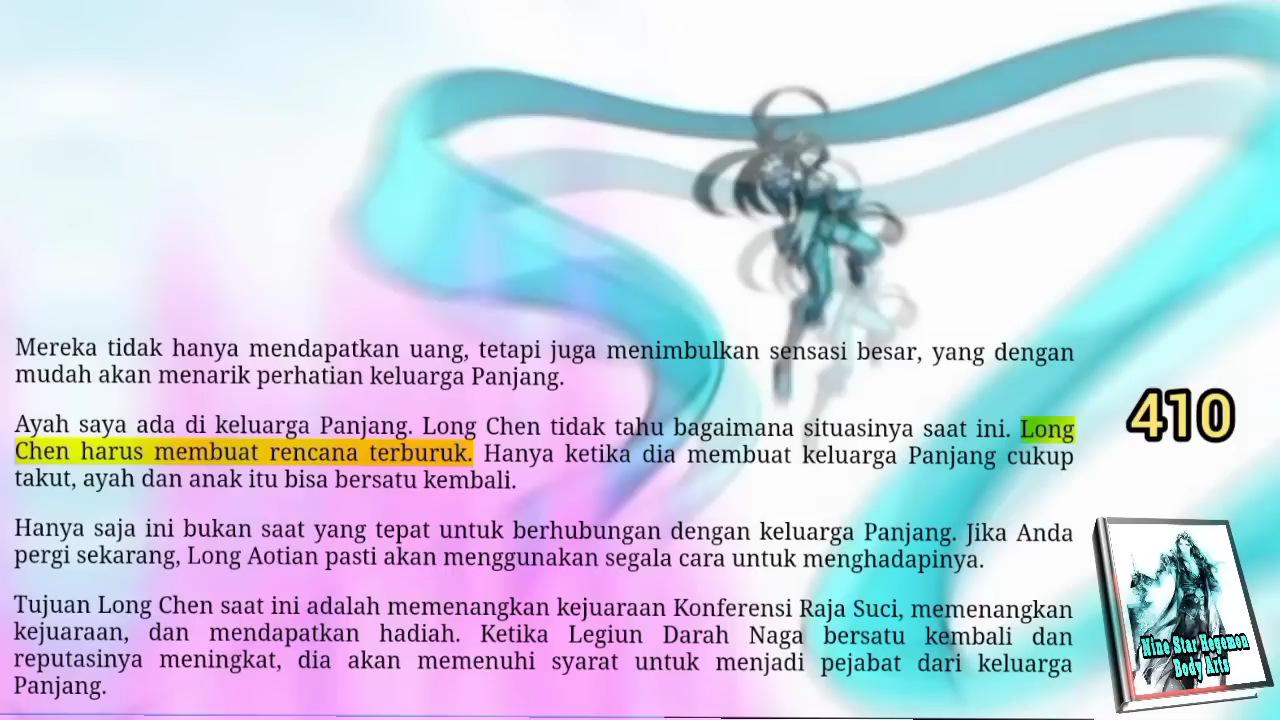 Mereka tidak hanya mendapatkan uang, tetapi juga menimbulkan sensasi besar, yang dengan
mudah akan menarik perhatian keluarga Panjang.
Ayah saya ada di keluarga Panjang. Long Chen tidak tahu bagaimana situasinya saat ini. Long
Chen harus membuat rencana terburuk. Hanya ketika dia membuat keluarga Panjang cukup
takut, ayah dan anak itu bisa bersatu kembali.
Hanya saja ini bukan saat yang tepat untuk berhubungan dengan keluarga Panjang. Jika Anda
pergi sekarang, Long Aotian pasti akan menggunakan segala cara untuk menghadapinya.
Tujuan Long Chen saat ini adalah memenangkan kejuaraan Konferensi Raja Suci, memenangkan
kejuaraan, dan mendapatkan hadiah. Ketika Legiun Darah Naga bersatu kembali dan
reputasinya meningkat, dia akan memenuhi syarat untuk menjadi pejabat dari keluarga
Panjang.
410
Nine Star Hegemon
Body Arts